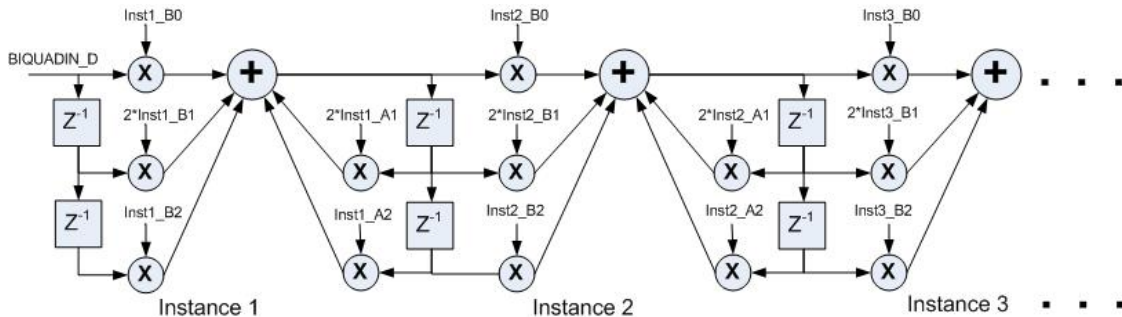 Inst1_B0
Inst2_B0
Inst3_B0
BIQUADIN_D
X
+
X
+
X
+
. . .
Z-1
2*Inst1_B1
2*Inst1_A1
Z-1
2*Inst2_B1
2*Inst2_A1
Z-1
2*Inst3_B1
X
X
X
X
X
Z-1
Inst1_B2
Inst1_A2
Z-1
Inst2_B2
Inst2_A2
Z-1
Inst3_B2
X
X
X
X
X
Instance 1
Instance 2
Instance 3
. . .